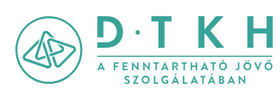 D·TKH
A FENNTARTHATÓ JÖVŐ
SZOLGÁLATÁBAN